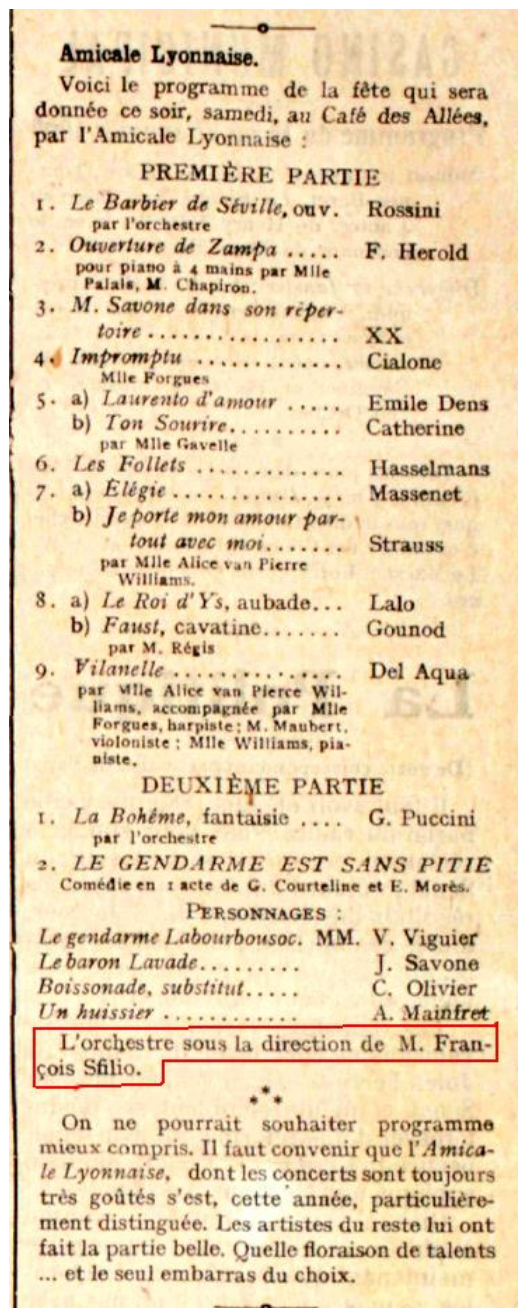 Amicale Lyonnaise.
Voici le programme de la fête qui sera
donnée ce soir, samedi, au Café des Allées,
par l'Amicale Lyonnaise :
PREMIÈRE PARTIE
1. Le Barbier de Séville, ouv. Rossini
par l'orchestre
2. Ouverture de Zampa ..... F. Herold
pour piano à 4 mains par Mlle
Palais, M. Chapiron.
3. M. Savone dans son réper-
toire ................. XX
4. Impromptu ............. Cialone
Mlle Forgues
5. a) Laurento d'amour ..... Emile Dens
b) Ton Sourire.......... Catherine
par Mlle Gavelle
6. Les Follets ............. Hasselmans
7. a) Élégie ............... Massenet
b) Je porte mon amour par-
tout avec moi....... Strauss
par Mlle Alice van Pierre
Williams.
8. a) Le Roi d'Ys, aubade... Lalo
b) Faust, cavatine....... Gounod
par M. Régis
9. Vilanelle ............... Del Aqua
par Mlle Alice van Pierce Wil-
liams, accompagnée par Mlle
Forgues, harpiste ; M. Maubert,
violoniste ; Mlle Williams, pia-
niste.
DEUXIÈME PARTIE
1. La Bohême, fantaisie .... G. Puccini
par l'orchestre
2. LE GENDARME EST SANS PITIE
Comédie en 1 acte de G. Courteline et E. Morès.
PERSONNAGES :
Le gendarme Labourbousoc. MM. V. Viguier
Le baron Lavade......... J. Savone
Boissonade, substitut..... C. Olivier
Un huissier ............ A. Mainfret
L'orchestre sous la direction de M. Fran-
çois Sfilio.
***
On ne pourrait souhaiter programme
mieux compris. Il faut convenir que l'Amica-
le Lyonnaise, dont les concerts sont toujours
très goûtés s'est, cette année, particulière-
ment distinguée. Les artistes du reste lui ont
fait la partie belle. Quelle floraison de talents
... et le seul embarras du choix.